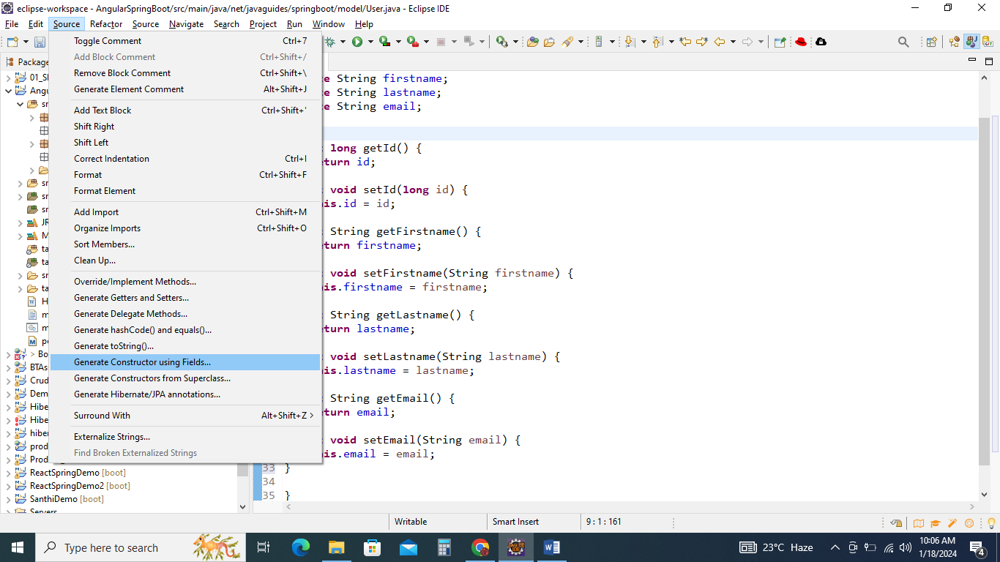 eclipse-workspace - AngularSpringBoot/src/main/java/net/javaguides/springboot/model/User.java - Eclipse IDE
File Edit Source Refactor Source Navigate Search Project Run Window Help
Toggle Comment Ctrl+7
Add Block Comment Ctrl+Shift+/
Remove Block Comment Ctrl+Shift+\
Generate Element Comment Alt+Shift+J
Add Text Block Ctrl+Shift+'
Shift Right
Shift Left
Correct Indentation Ctrl+I
Format Ctrl+Shift+F
Format Element
Add Import Ctrl+Shift+M
Organize Imports Ctrl+Shift+O
Sort Members...
Clean Up...
Override/Implement Methods...
Generate Getters and Setters...
Generate Delegate Methods...
Generate hashCode() and equals()...
Generate toString()...
Generate Constructor using Fields...
Generate Constructors from Superclass...
Generate Hibernate/JPA annotations...
Surround With Alt+Shift+Z >
Externalize Strings...
Find Broken Externalized Strings
Package
01_S
Angu
sr
sr
sr
sr
JR
M
ta
ta
sr
ta
H
m
m
po
> Bo
BTAs
Crud
Dem
Hibe
Hibe
hiber
prod
Prod
ReactSpringDemo [boot]
ReactSpringDemo2 [boot]
SanthiDemo [boot]
Servers
e String firstname;
e String lastname;
e String email;
long getId() {
turn id;
void setId(long id) {
is.id = id;
String getFirstname() {
turn firstname;
void setFirstname(String firstname) {
is.firstname = firstname;
String getLastname() {
turn lastname;
void setLastname(String lastname) {
is.lastname = lastname;
String getEmail() {
turn email;
void setEmail(String email) {
is.email = email;
33 }
34
35 }
Writable Smart Insert 9 : 1 : 161
Type here to search
23°C Haze
10:06 AM
1/18/2024
4